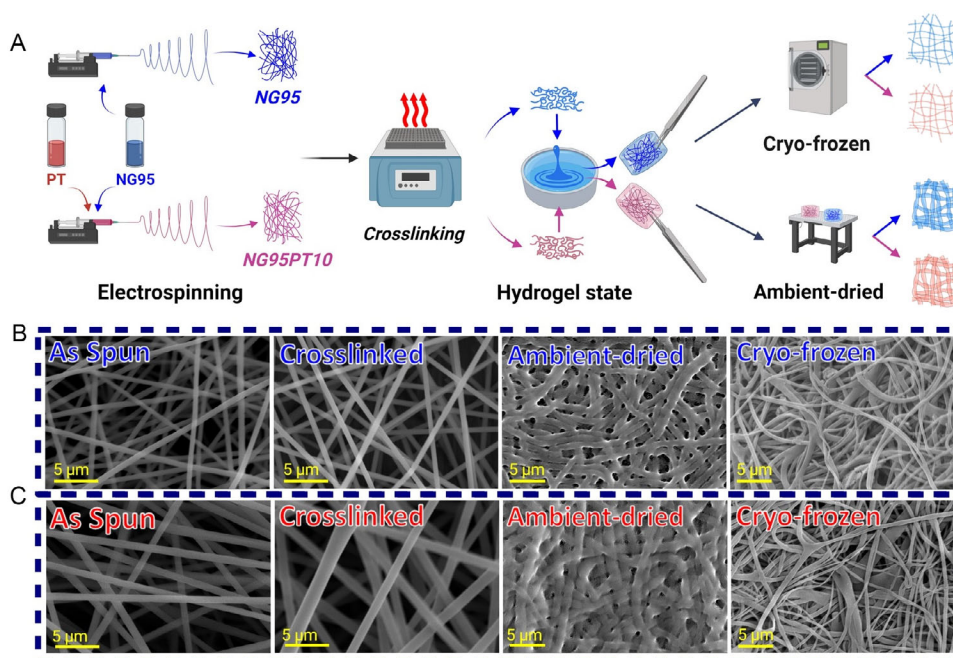 A
NG95
PT
NG95
NG95PT10
Electrospinning
Crosslinking
Hydrogel state
Cryo-frozen
Ambient-dried
B
As Spun
Crosslinked
Ambient-dried
Cryo-frozen
5 µm
5 µm
5 µm
5 µm
C
As Spun
Crosslinked
Ambient-dried
Cryo-frozen
5 µm
5 µm
5 µm
5 µm